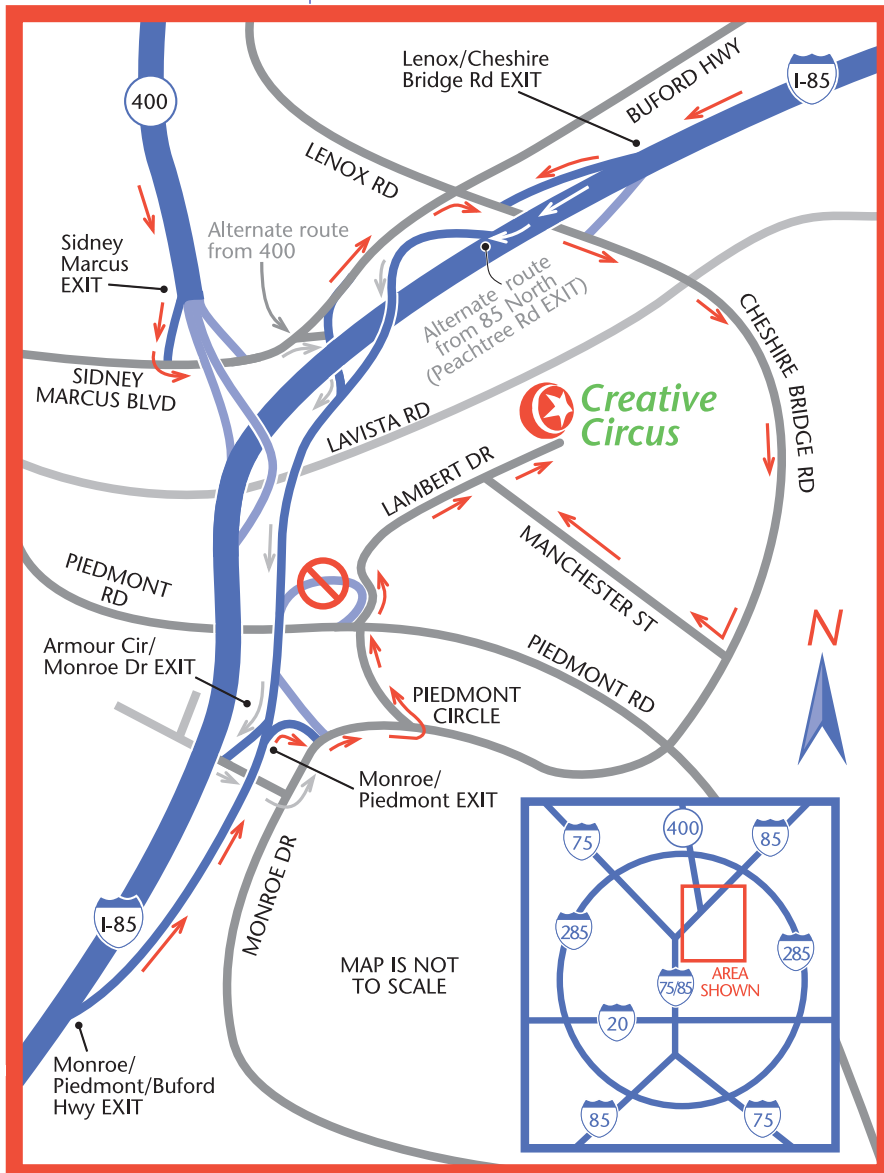 Lenox/Cheshire
Bridge Rd EXIT
BUFORD HWY
I-85
400
LENOX RD
Sidney
Marcus
EXIT
Alternate route
from 400
Alternate route
from 85 North
(Peachtree Rd EXIT)
CHESHIRE BRIDGE RD
SIDNEY
MARCUS BLVD
LAVISTA RD
Creative
Circus
LAMBERT DR
MANCHESTER ST
PIEDMONT
RD
Armour Cir/
Monroe Dr EXIT
PIEDMONT RD
PIEDMONT
CIRCLE
N
Monroe/
Piedmont EXIT
MONROE DR
I-85
MAP IS NOT
TO SCALE
Monroe/
Piedmont/Buford
Hwy EXIT
75
400
85
285
285
AREA
SHOWN
75/85
20
85
75